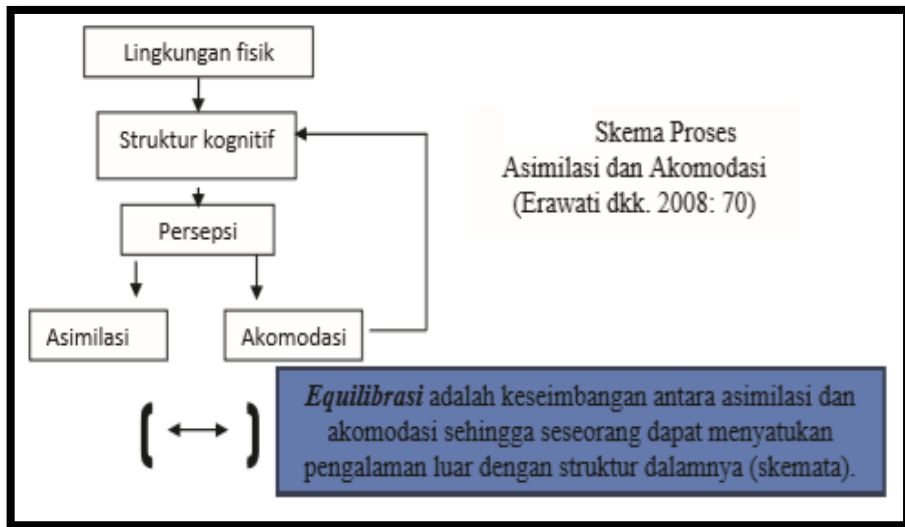 Lingkungan fisik
Struktur kognitif
Persepsi
Asimilasi
Akomodasi
Skema Proses
Asimilasi dan Akomodasi
(Erawati dkk. 2008: 70)
Equilibrasi adalah keseimbangan antara asimilasi dan
akomodasi sehingga seseorang dapat menyatukan
pengalaman luar dengan struktur dalamnya (skemata).